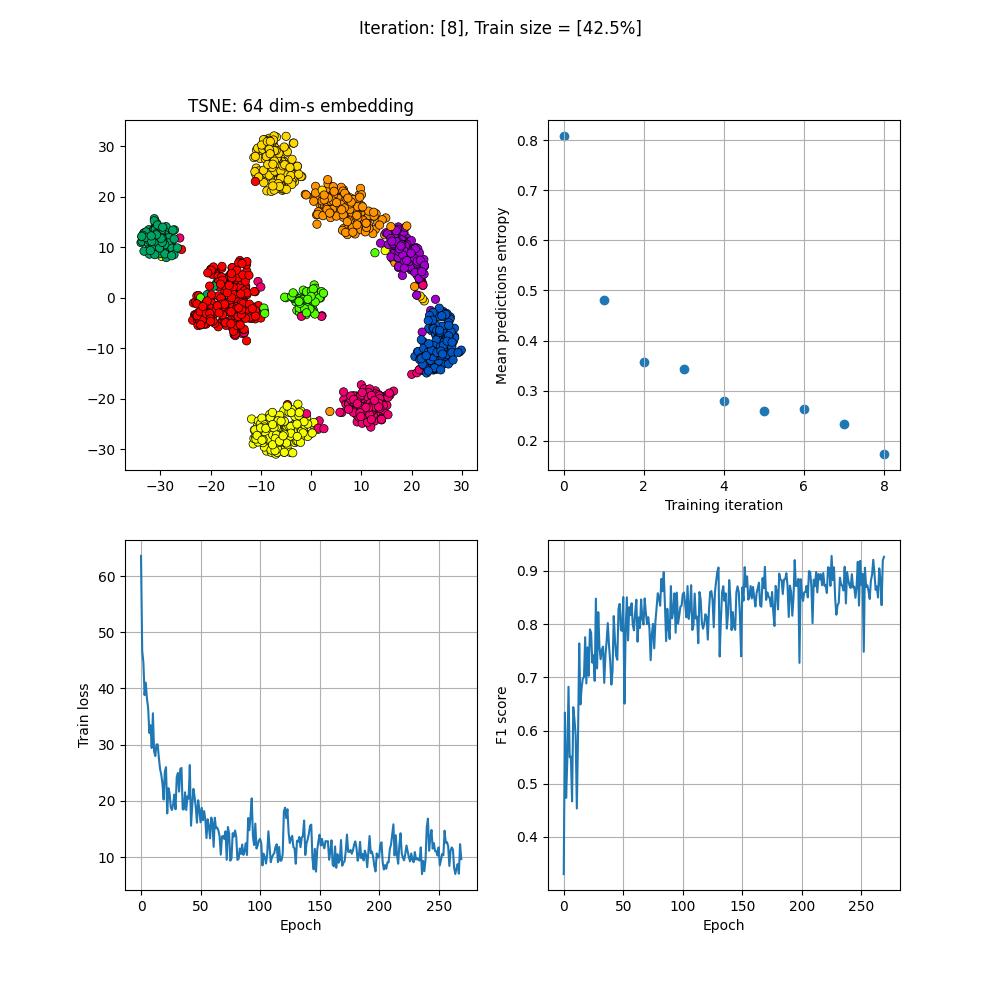 Iteration: [8], Train size = [42.5%]
TSNE: 64 dim-s embedding
30
20
10
0
−10
−20
−30
−30 −20 −10 0 10 20 30
Mean predictions entropy
0.8
0.7
0.6
0.5
0.4
0.3
0.2
0 2 4 6 8
Training iteration
Train loss
60
50
40
30
20
10
0 50 100 150 200 250
Epoch
F1 score
0.9
0.8
0.7
0.6
0.5
0.4
0 50 100 150 200 250
Epoch